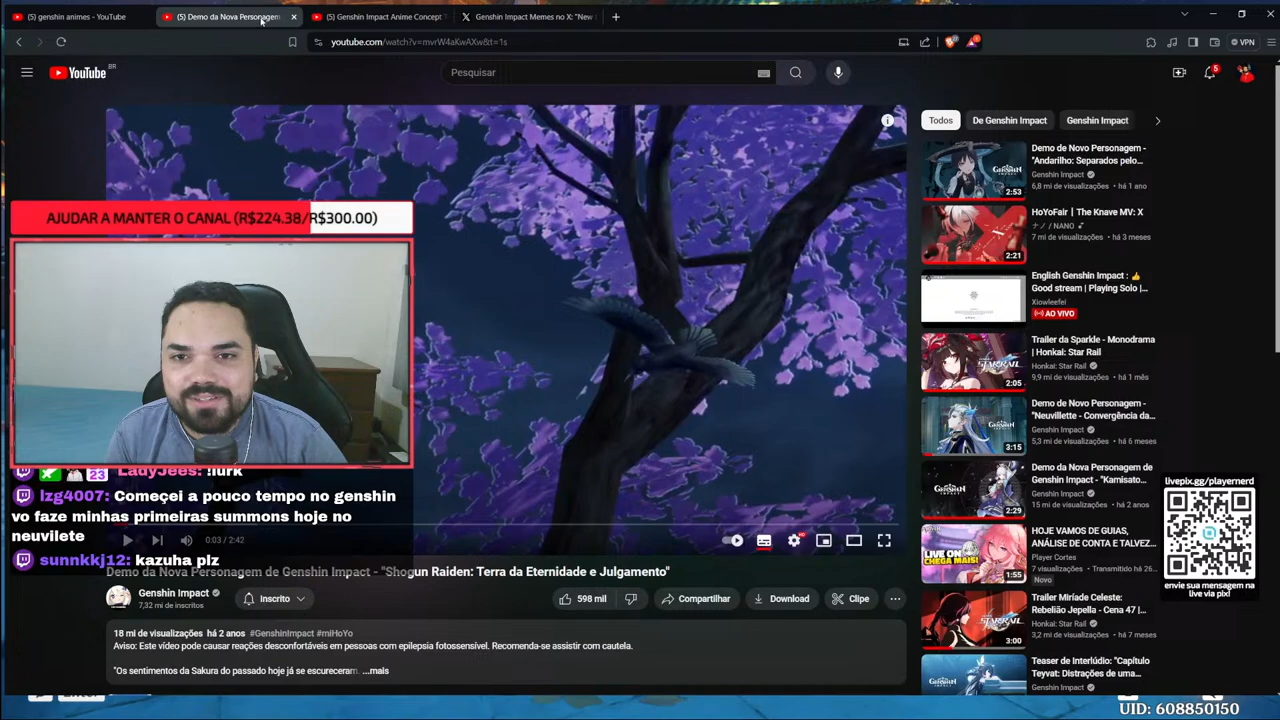 (5) genshin animes - YouTube
(5) Demo da Nova Personagem
(5) Genshin Impact Anime Concept
Genshin Impact Memes no X: "New
youtube.com/watch?v=mvrW4aKwAXw&t=1s
VPN
YouTube BR
Pesquisar
5
Todos
De Genshin Impact
Genshin Impact
Demo de Novo Personagem -
"Andarilho: Separados pelo...
Genshin Impact
6,8 mi de visualizações • há 1 ano
2:53
HoYoFair | The Knave MV: X
ナノ / NANO
7 mi de visualizações • há 3 meses
2:21
English Genshin Impact : 👍
Good stream | Playing Solo |...
Xiowleefei
AO VIVO
Trailer da Sparkle - Monodrama
| Honkai: Star Rail
Honkai: Star Rail
9,9 mi de visualizações • há 1 mês
2:05
Demo de Novo Personagem -
"Neuvillette - Convergência da...
Genshin Impact
5,3 mi de visualizações • há 6 meses
3:15
Demo da Nova Personagem de
Genshin Impact - "Kamisato...
Genshin Impact
15 mi de visualizações • há 2 anos
2:29
HOJE VAMOS DE GUIAS,
ANÁLISE DE CONTA E TALVEZ...
Player Cortes
7 visualizações • Transmitido há 26...
Novo
LIVE ON
CHEGA MAIS!
1:55
Trailer Miríade Celeste:
Rebelião Jepella - Cena 47 |...
Honkai: Star Rail
3,2 mi de visualizações • há 7 meses
3:00
Teaser de Interlúdio: "Capítulo
Teyvat: Distrações de uma...
Genshin Impact
AJUDAR A MANTER O CANAL (R$224.38/R$300.00)
23 LadyJees: !lurk
lzg4007: Começei a pouco tempo no genshin
vo faze minhas primeiras summons hoje no
neuvilete
sunnkkj12: kazuha plz
0:03 / 2:42
Demo da Nova Personagem de Genshin Impact - "Shogun Raiden: Terra da Eternidade e Julgamento"
Genshin Impact
7,32 mi de inscritos
Inscrito
598 mil
Compartilhar
Download
Clipe
18 mi de visualizações há 2 anos #GenshinImpact #miHoYo
Aviso: Este vídeo pode causar reações desconfortáveis em pessoas com epilepsia fotossensível. Recomenda-se assistir com cautela.
"Os sentimentos da Sakura do passado hoje já se escureceram ...mais
livepix.gg/playernerd
envie sua mensagem na
live via pix!
Enter
UID: 608850150